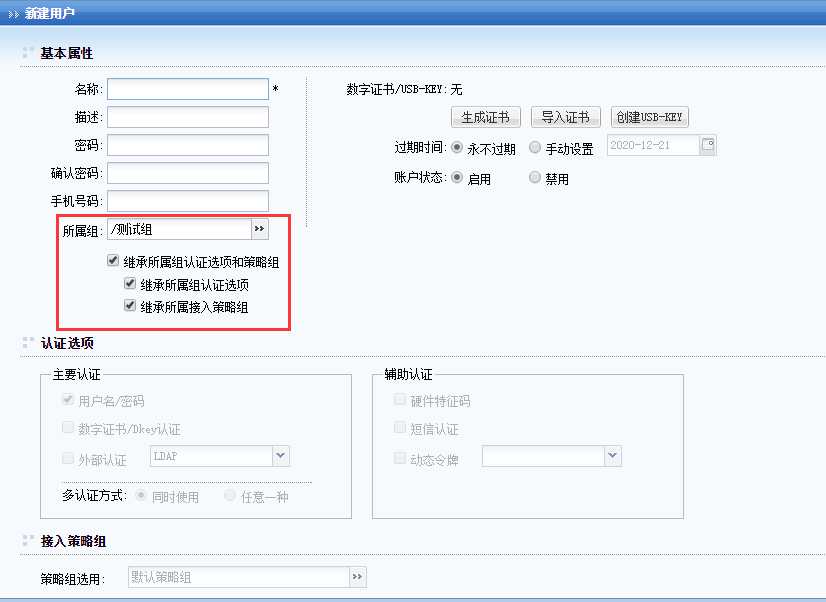 新建用户
基本属性
名称: *
描述:
密码:
确认密码:
手机号码:
所属组: /测试组 >>
继承所属组认证选项和策略组
继承所属组认证选项
继承所属接入策略组
数字证书/USB-KEY: 无
生成证书 导入证书 创建USB-KEY
过期时间: 永不过期 手动设置 2020-12-21
账户状态: 启用 禁用
认证选项
主要认证
用户名/密码
数字证书/Dkey认证
外部认证 LDAP
多认证方式: 同时使用 任意一种
辅助认证
硬件特征码
短信认证
动态令牌
接入策略组
策略组选用: 默认策略组 >>